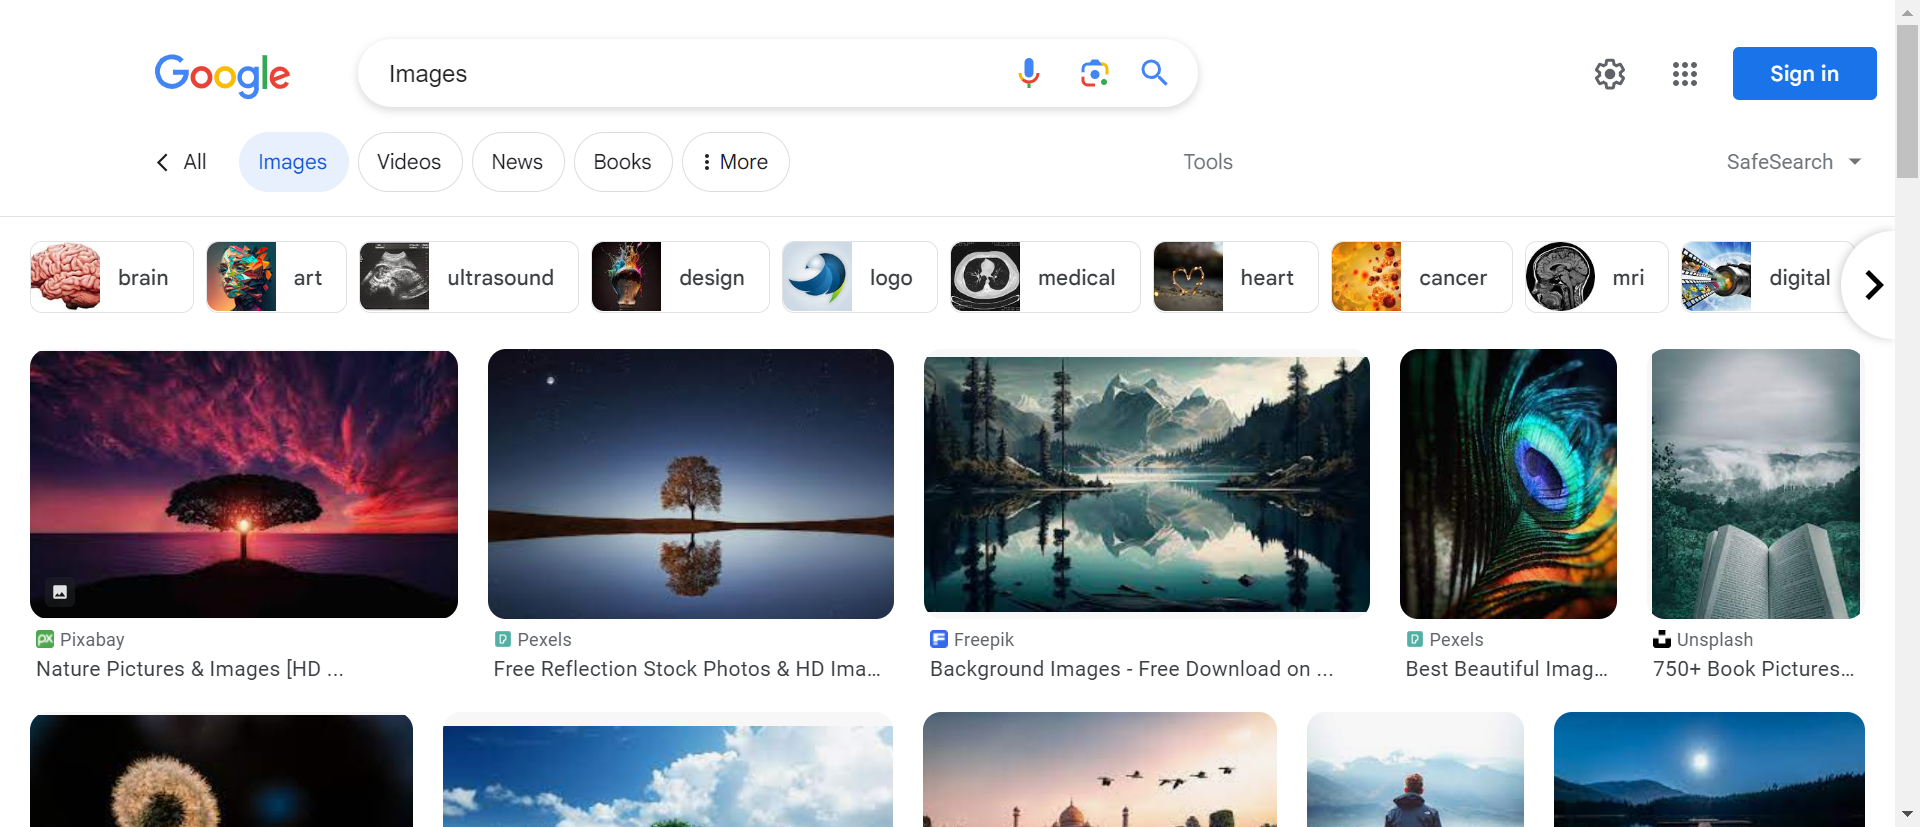 Google
Images
Sign in
All
Images
Videos
News
Books
More
Tools
SafeSearch
brain
art
ultrasound
design
logo
medical
heart
cancer
mri
digital
Pixabay
Nature Pictures & Images [HD ...
Pexels
Free Reflection Stock Photos & HD Ima...
Freepik
Background Images - Free Download on ...
Pexels
Best Beautiful Imag...
Unsplash
750+ Book Pictures...